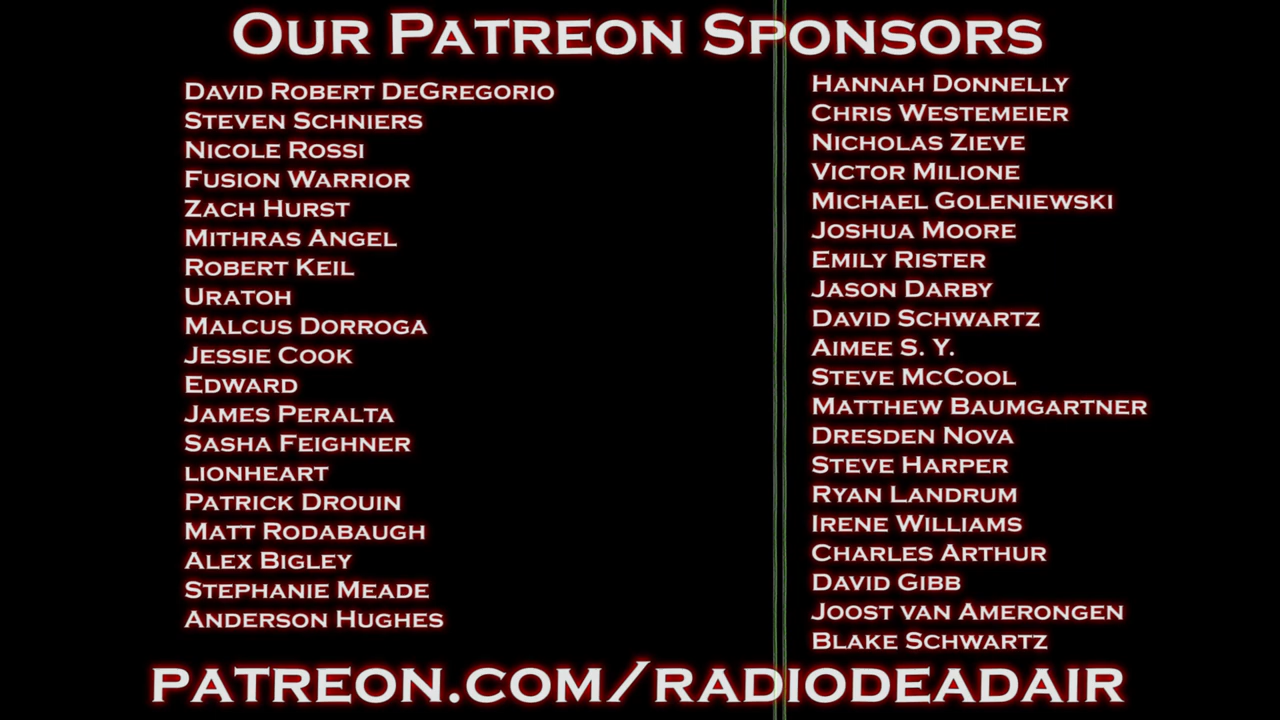 Our Patreon Sponsors
David Robert DeGregorio
Steven Schniers
Nicole Rossi
Fusion Warrior
Zach Hurst
Mithras Angel
Robert Keil
Uratoh
Malcus Dorroga
Jessie Cook
Edward
James Peralta
Sasha Feighner
lionheart
Patrick Drouin
Matt Rodabaugh
Alex Bigley
Stephanie Meade
Anderson Hughes
Hannah Donnelly
Chris Westemeier
Nicholas Zieve
Victor Milione
Michael Goleniewski
Joshua Moore
Emily Rister
Jason Darby
David Schwartz
Aimee S. Y.
Steve McCool
Matthew Baumgartner
Dresden Nova
Steve Harper
Ryan Landrum
Irene Williams
Charles Arthur
David Gibb
Joost van Amerongen
Blake Schwartz
patreon.com/radiodeadair